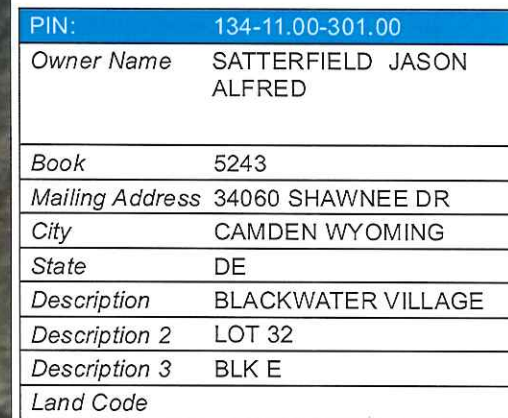 PIN: 134-11.00-301.00
Owner Name SATTERFIELD JASON
ALFRED
Book 5243
Mailing Address 34060 SHAWNEE DR
City CAMDEN WYOMING
State DE
Description BLACKWATER VILLAGE
Description 2 LOT 32
Description 3 BLK E
Land Code